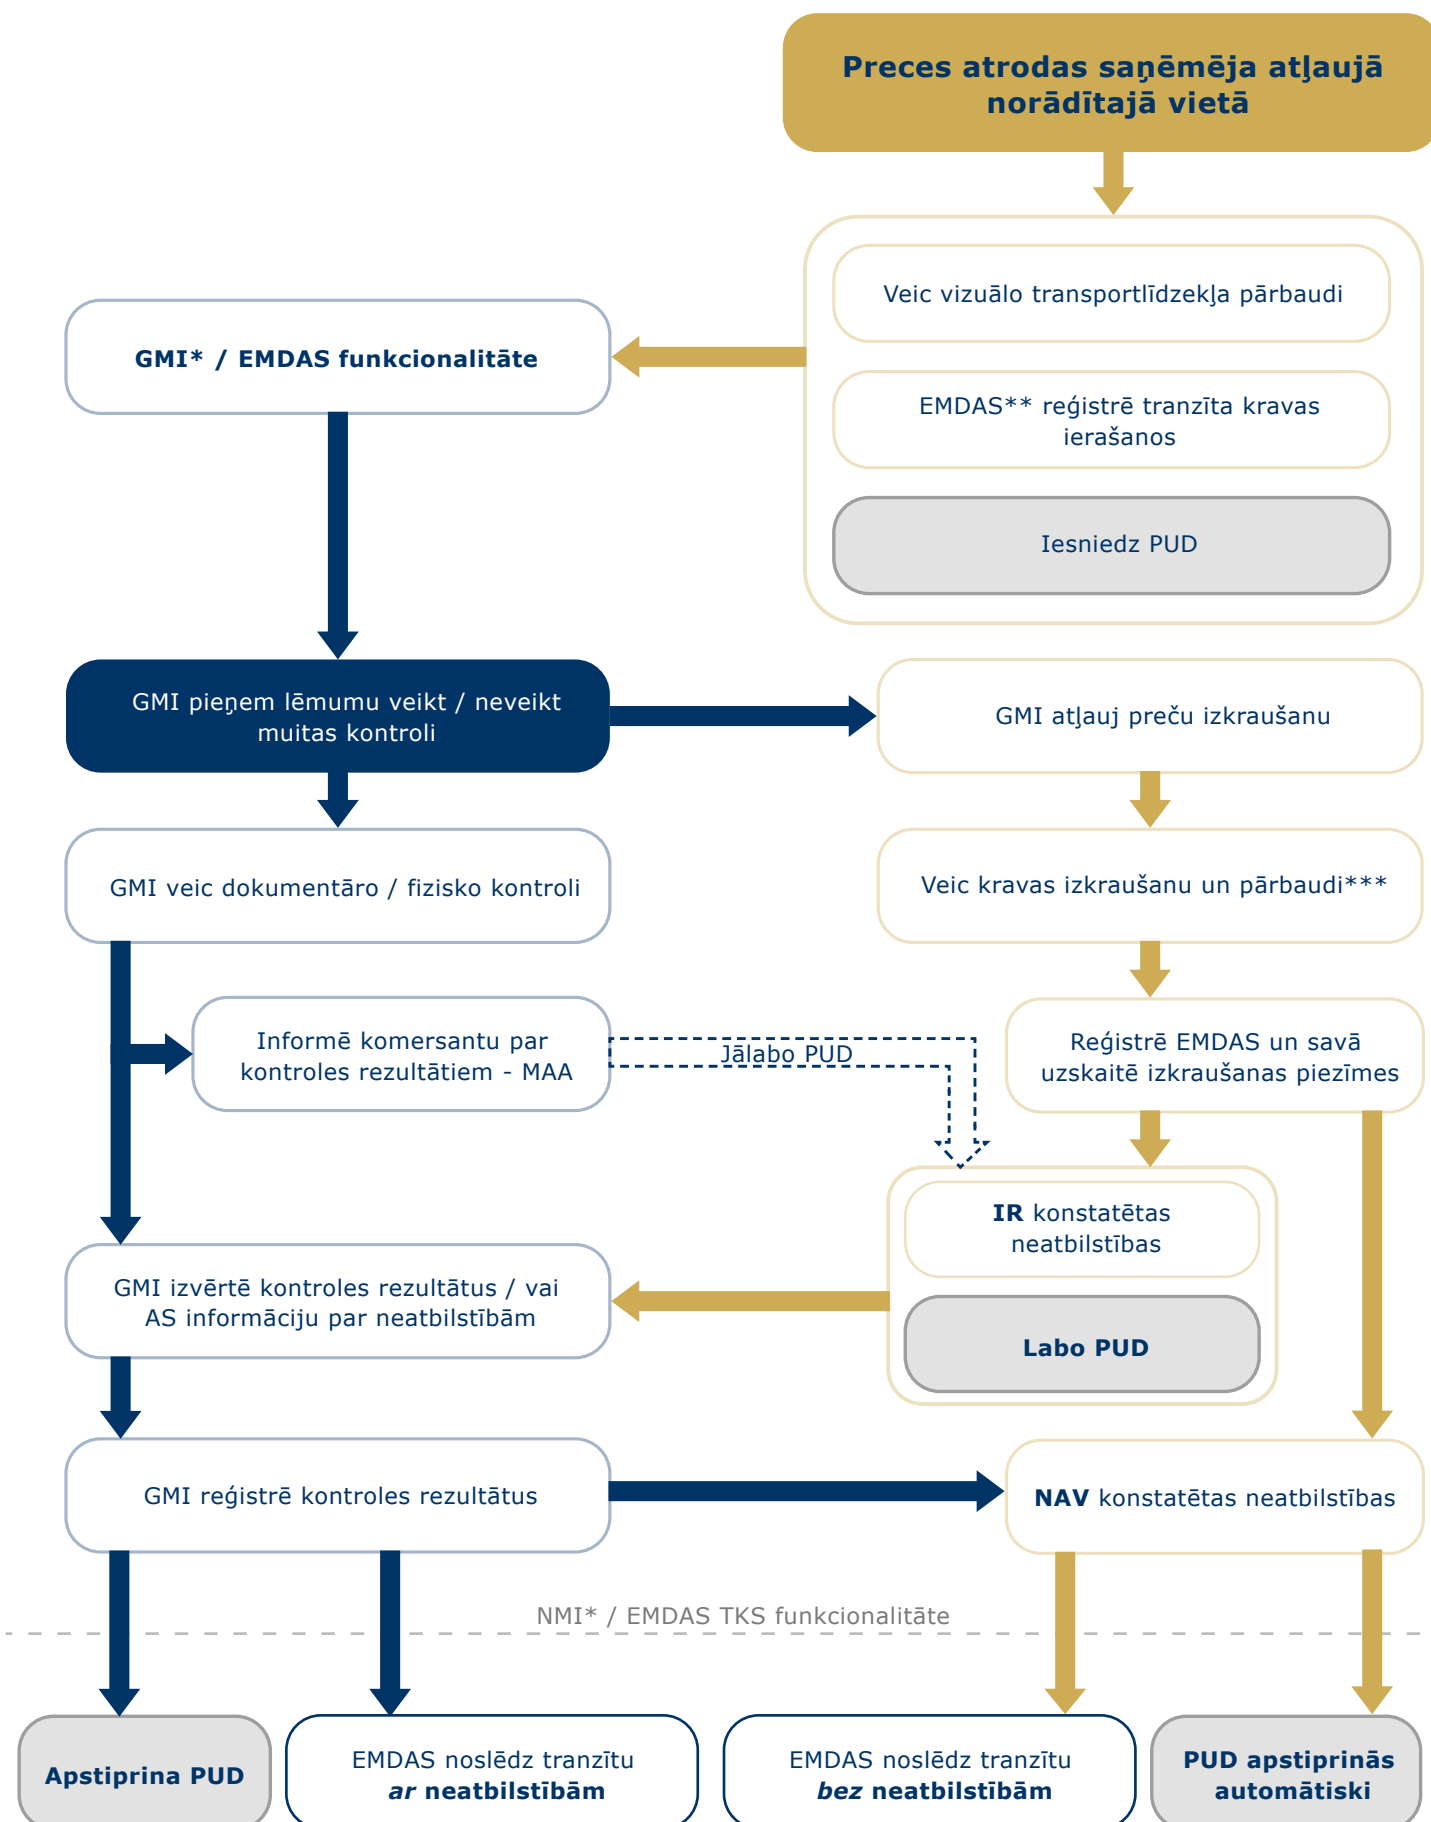 Preces atrodas saņēmēja atļaujā
norādītajā vietā
Veic vizuālo transportlīdzekļa pārbaudi
GMI* / EMDAS funkcionalitāte
EMDAS** reģistrē tranzīta kravas
ierašanos
Iesniedz PUD
GMI pieņem lēmumu veikt / neveikt
muitas kontroli
GMI atļauj preču izkraušanu
GMI veic dokumentāro / fizisko kontroli
Veic kravas izkraušanu un pārbaudi***
Informē komersantu par
kontroles rezultātiem - MAA
Jālabo PUD
Reģistrē EMDAS un savā
uzskaitē izkraušanas piezīmes
IR konstatētas
neatbilstības
GMI izvērtē kontroles rezultātus / vai
AS informāciju par neatbilstībām
Labo PUD
GMI reģistrē kontroles rezultātus
NAV konstatētas neatbilstības
NMI* / EMDAS TKS funkcionalitāte
Apstiprina PUD
EMDAS noslēdz tranzītu
ar neatbilstībām
EMDAS noslēdz tranzītu
bez neatbilstībām
PUD apstiprinās
automātiski